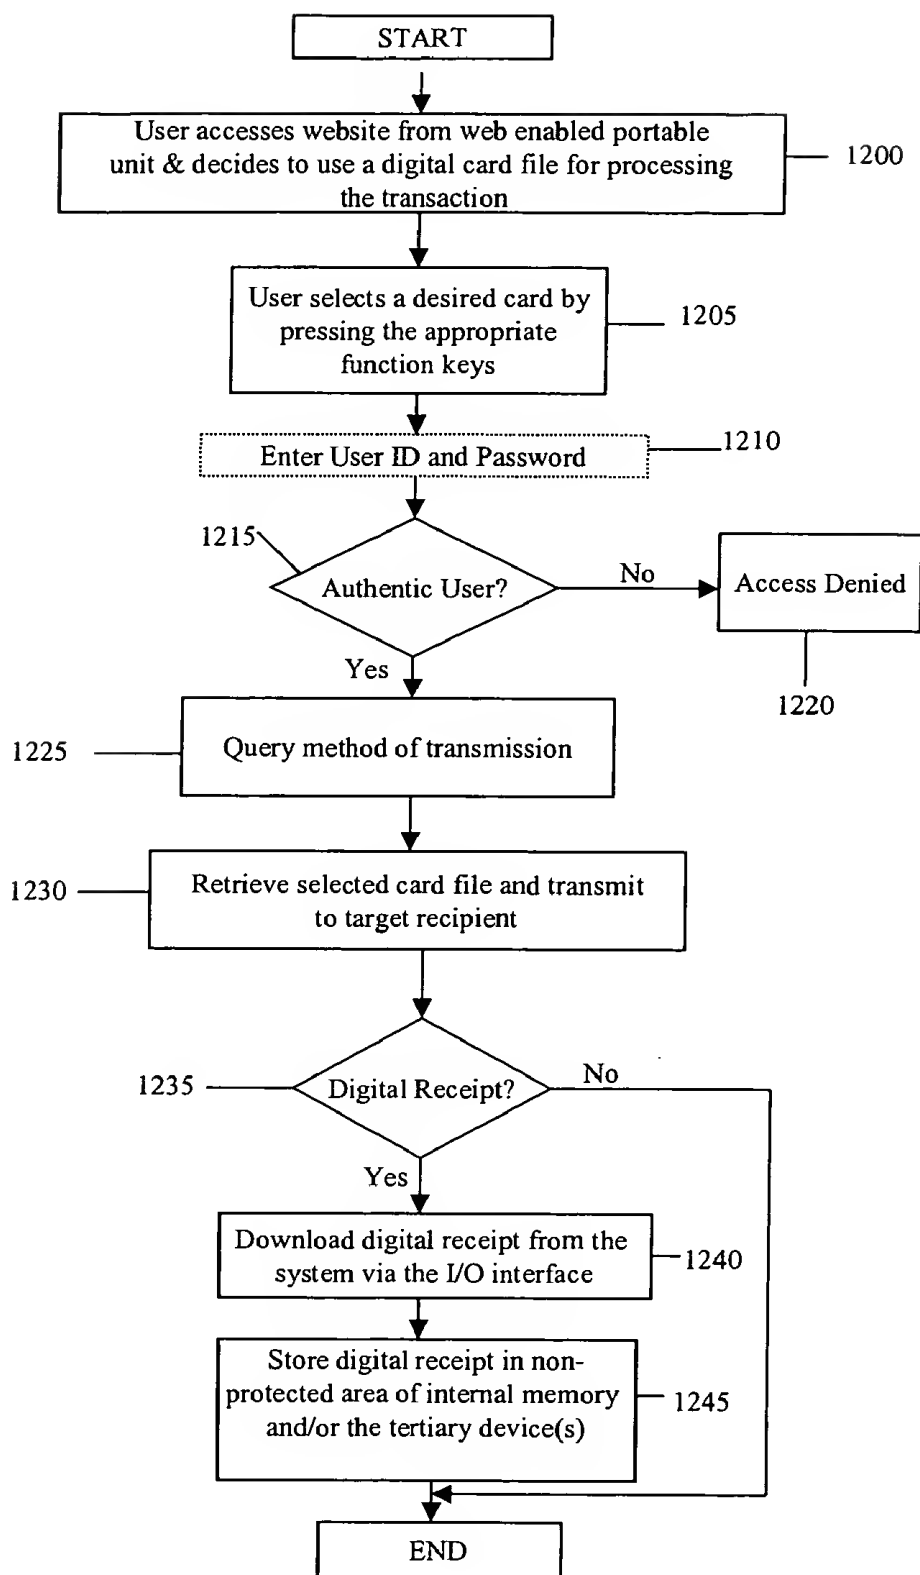 START
User accesses website from web enabled portable
unit & decides to use a digital card file for processing
the transaction
1200
User selects a desired card by
pressing the appropriate
function keys
1205
Enter User ID and Password
1210
1215
Authentic User?
No
Access Denied
1220
Yes
1225
Query method of transmission
1230
Retrieve selected card file and transmit
to target recipient
1235
Digital Receipt?
No
Yes
Download digital receipt from the
system via the I/O interface
1240
Store digital receipt in non-
protected area of internal memory
and/or the tertiary device(s)
1245
END